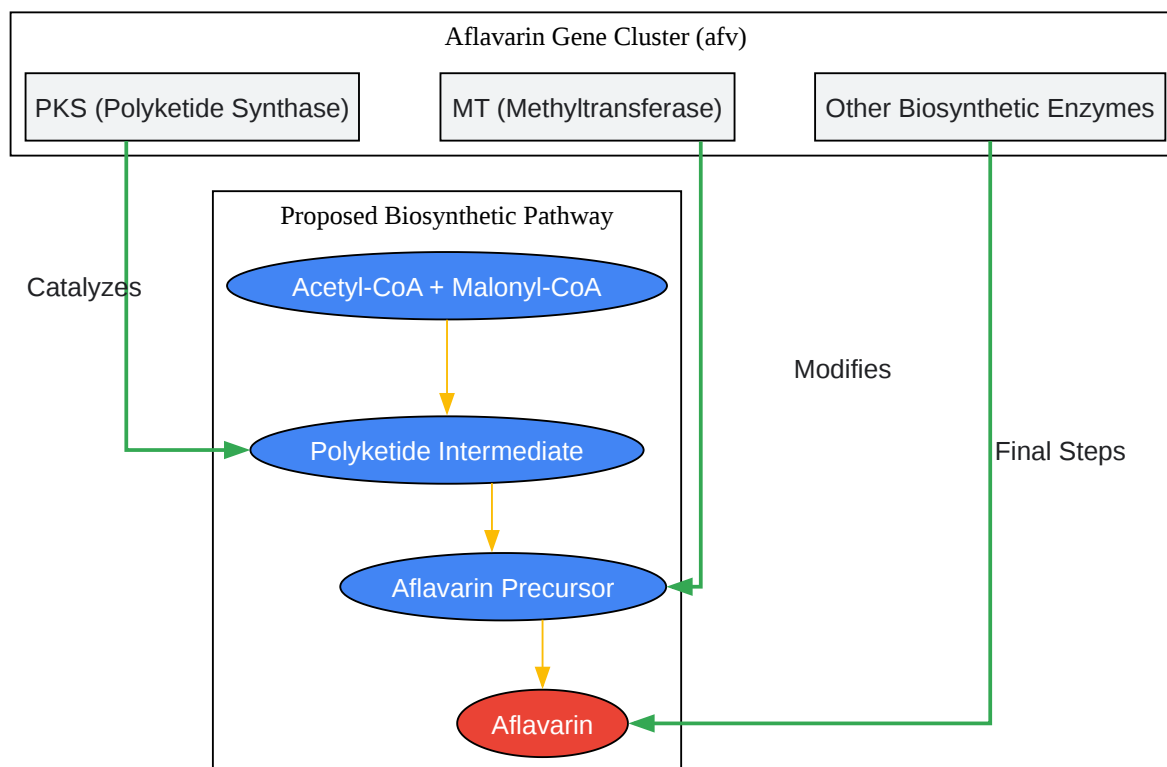 Aflavarin Gene Cluster (afv)
PKS (Polyketide Synthase)
MT (Methyltransferase)
Other Biosynthetic Enzymes
Proposed Biosynthetic Pathway
Acetyl-CoA + Malonyl-CoA
Catalyzes
Modifies
Polyketide Intermediate
Final Steps
Aflavarin Precursor
Aflavarin